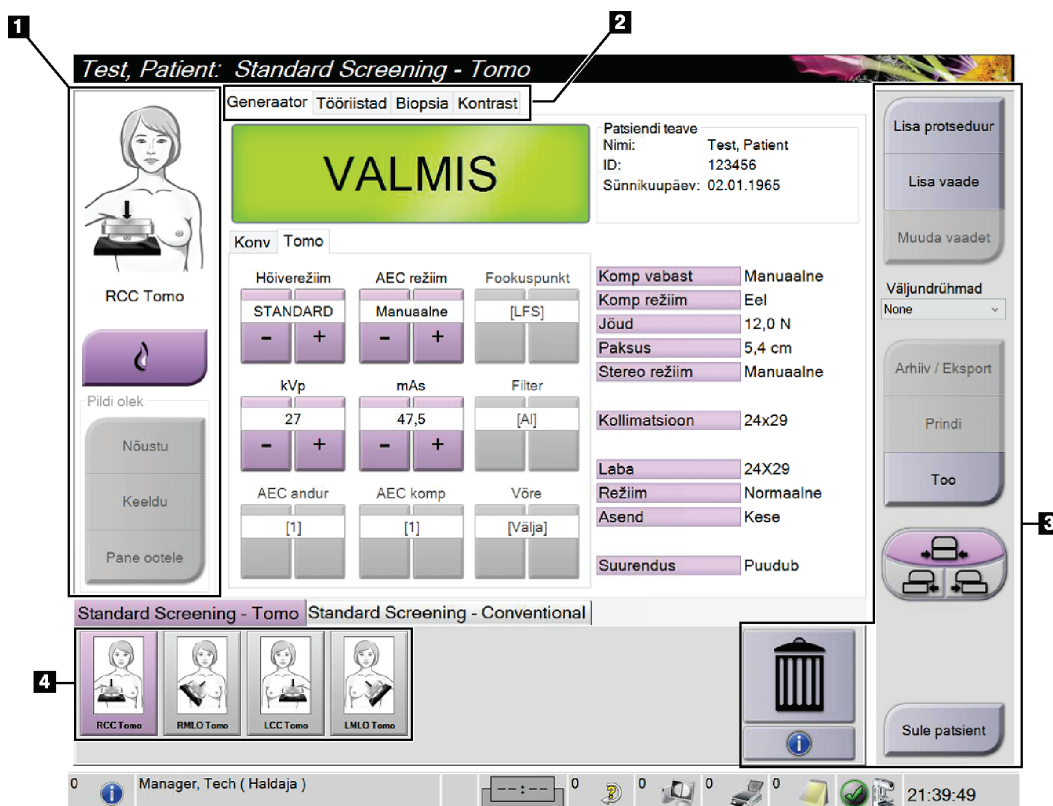 1
2
Test, Patient: Standard Screening - Tomo
Generaator Tööriistad Biopsia Kontrast
VALMIS
Patsiendi teave
Nimi: Test, Patient
ID: 123456
Sünnikuupäev: 02.01.1965
Lisa protseduur
Lisa vaade
Muuda vaadet
Väljundrühmad
None
Arhiiv / Eksport
Prindi
Too
3
RCC Tomo
Pildi olek
Nõustu
Keeldu
Pane ootele
Konv Tomo
Hõiverežiim AEC režiim Fookuspunkt
STANDARD Manuaalne [LFS]
- + - +
kVp mAs Filter
27 47,5 [Al]
- + - +
AEC andur AEC komp Võre
[1] [1] [Välja]
Komp vabast Manuaalne
Komp režiim Eel
Jõud 12,0 N
Paksus 5,4 cm
Stereo režiim Manuaalne
Kollimatsioon 24x29
Laba 24X29
Režiim Normaalne
Asend Kese
Suurendus Puudub
Standard Screening - Tomo Standard Screening - Conventional
4
RCC Tomo RMLO Tomo LCC Tomo LMLO Tomo
Sule patsient
0 Manager, Tech ( Haldaja ) --:-- 0 0 0 0 21:39:49